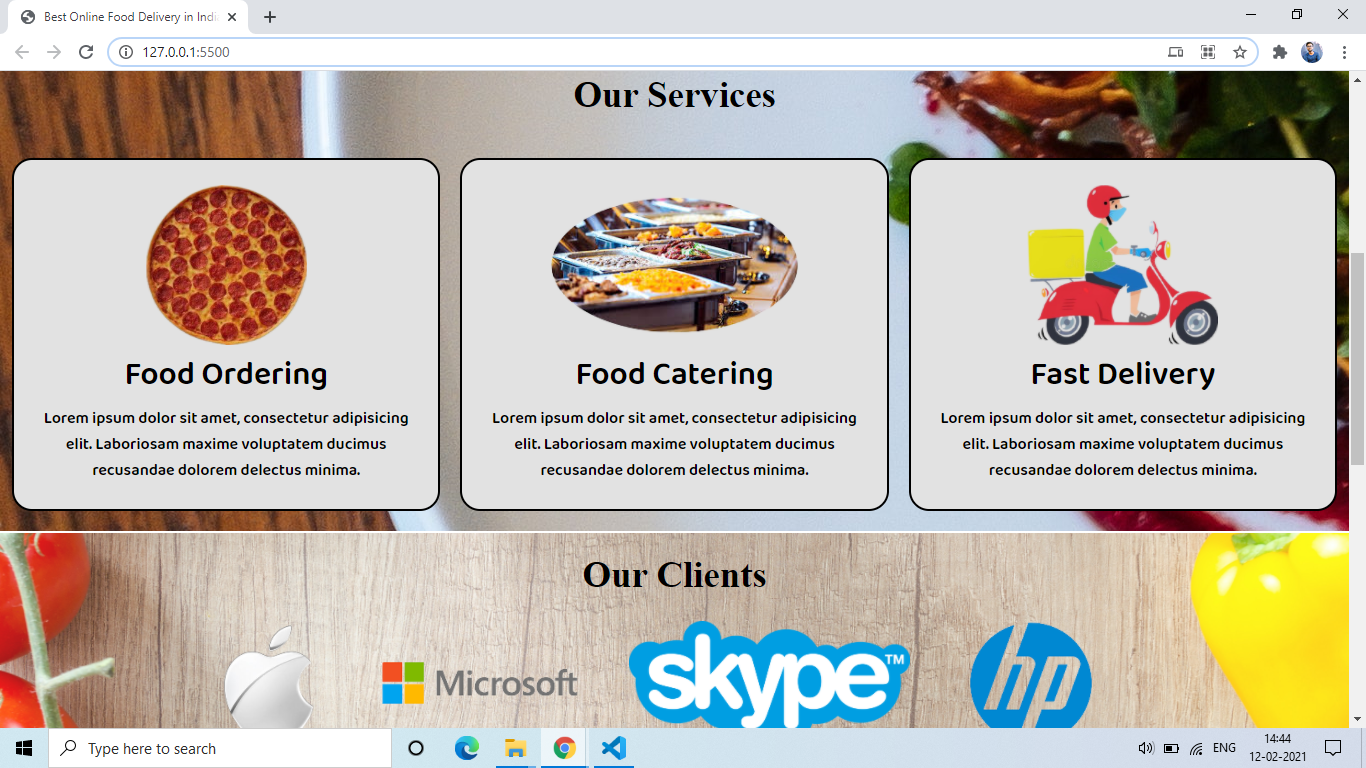 Best Online Food Delivery in Indi
127.0.0.1:5500
Our Services
Food Ordering
Lorem ipsum dolor sit amet, consectetur adipisicing
elit. Laboriosam maxime voluptatem ducimus
recusandae dolorem delectus minima.
Food Catering
Lorem ipsum dolor sit amet, consectetur adipisicing
elit. Laboriosam maxime voluptatem ducimus
recusandae dolorem delectus minima.
Fast Delivery
Lorem ipsum dolor sit amet, consectetur adipisicing
elit. Laboriosam maxime voluptatem ducimus
recusandae dolorem delectus minima.
Our Clients
Microsoft
skype TM
hp
Type here to search
ENG
14:44
12-02-2021